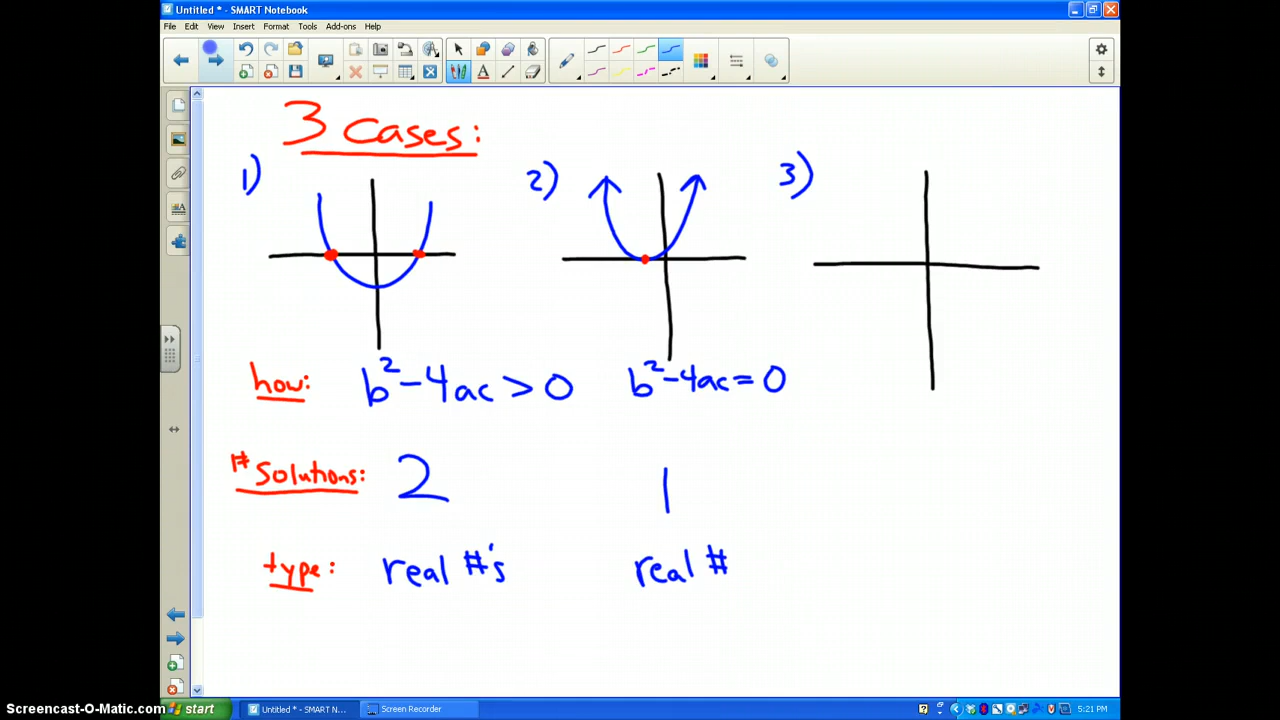 Untitled * - SMART Notebook
File Edit View Insert Format Tools Add-ons Help
3 Cases:
1) 2) 3)
how: b²-4ac > 0 b²-4ac = 0
# Solutions: 2 1
type: real #'s real #
Screencast-O-Matic.com start Untitled * - SMART N... Screen Recorder 5:21 PM